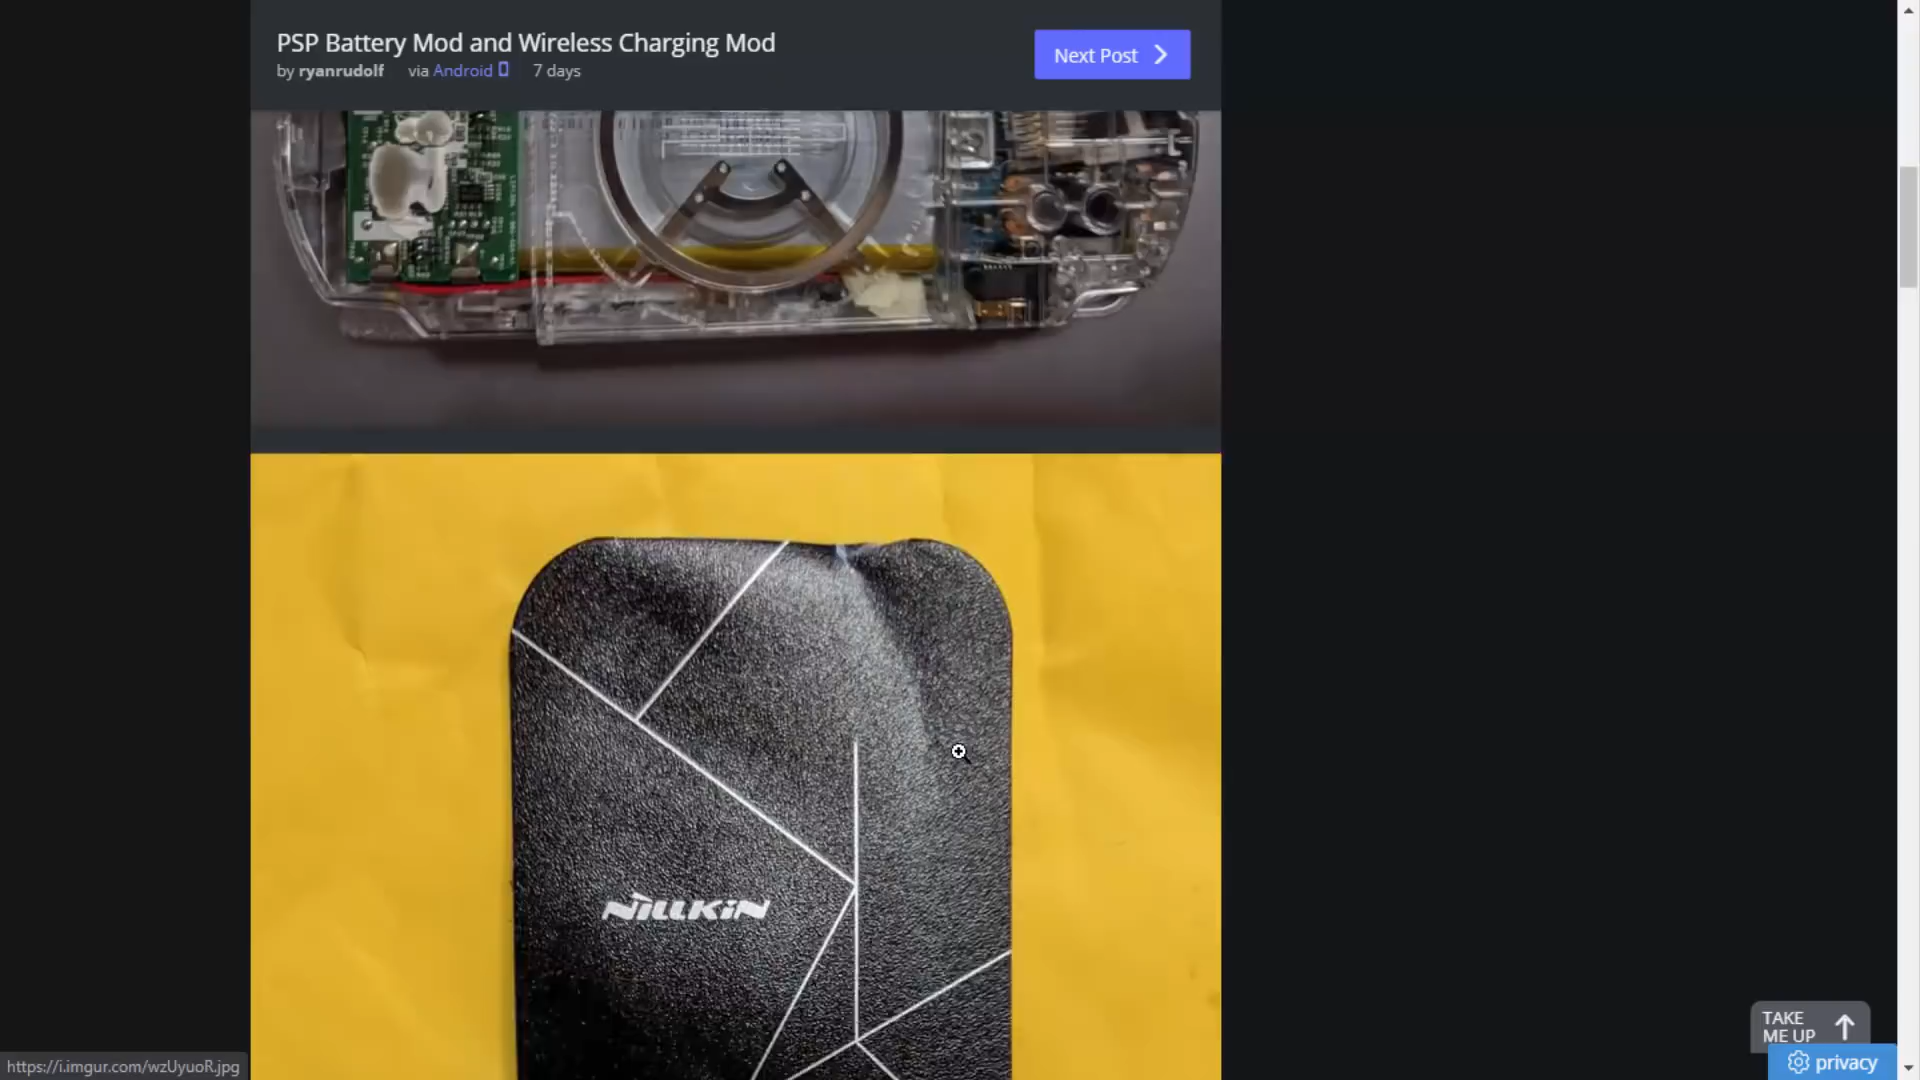 PSP Battery Mod and Wireless Charging Mod
by ryanrudolf via Android 7 days
Next Post
NILLKIN
TAKE
ME UP
privacy
https://i.imgur.com/wzUyuoR.jpg